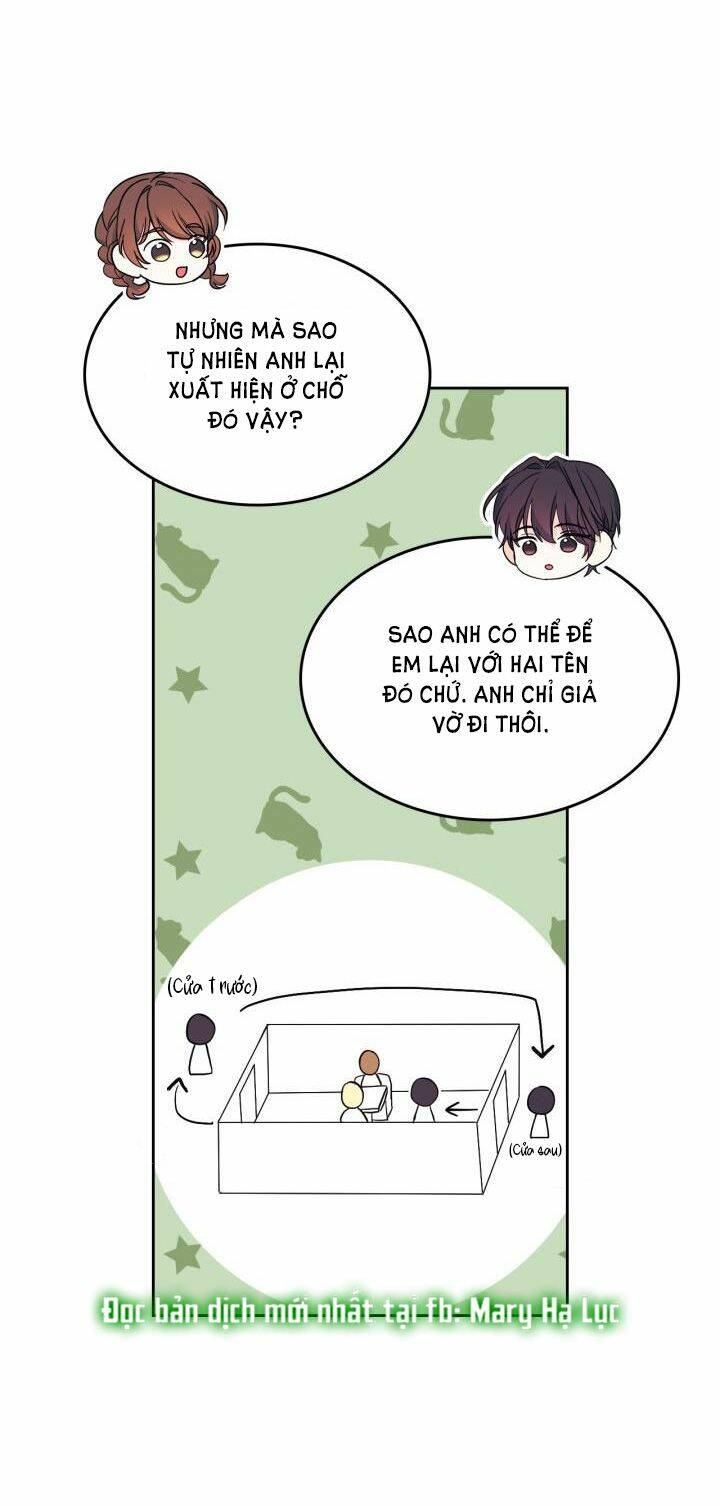 NHƯNG MÀ SAO
TỰ NHIÊN ANH LẠI
XUẤT HIỆN Ở CHỖ
ĐÓ VẬY?
SAO ANH CÓ THỂ ĐỂ
EM LẠI VỚI HAI TÊN
ĐÓ CHỨ. ANH CHỈ GIẢ
VỜ ĐI THÔI.
(Cửa trước)
(Cửa sau)
Đọc bản dịch mới nhất tại fb: Mary Hạ Lục